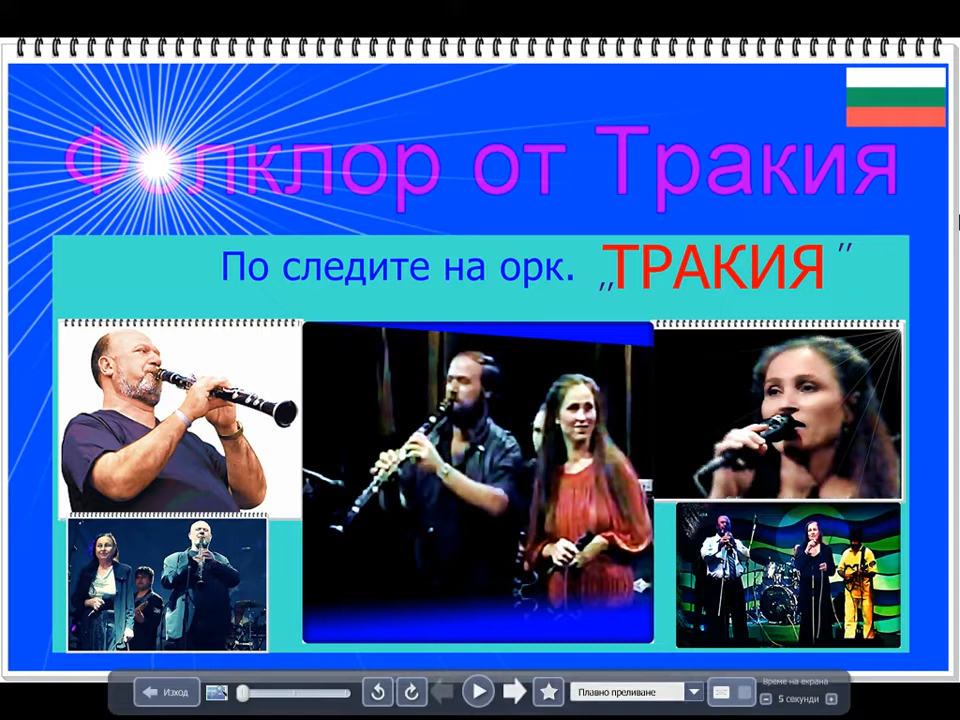 Фолклор от Тракия
По следите на орк. „ТРАКИЯ”
Изход
Плавно преливане
Време на екрана
5 секунди